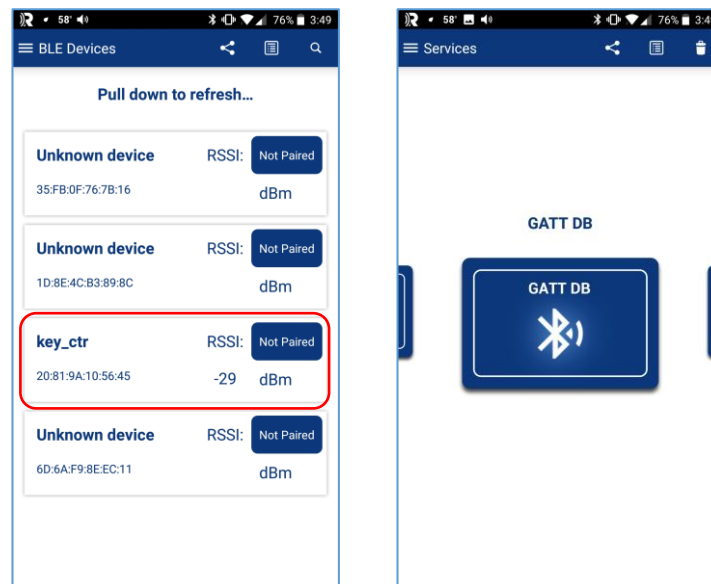 58° 76% 3:49
BLE Devices
Pull down to refresh...
Unknown device RSSI: Not Paired
35:FB:0F:76:7B:16 dBm
Unknown device RSSI: Not Paired
1D:8E:4C:B3:89:8C dBm
key_ctr RSSI: Not Paired
20:81:9A:10:56:45 -29 dBm
Unknown device RSSI: Not Paired
6D:6A:F9:8E:EC:11 dBm
58° 76%
Services
GATT DB
GATT DB